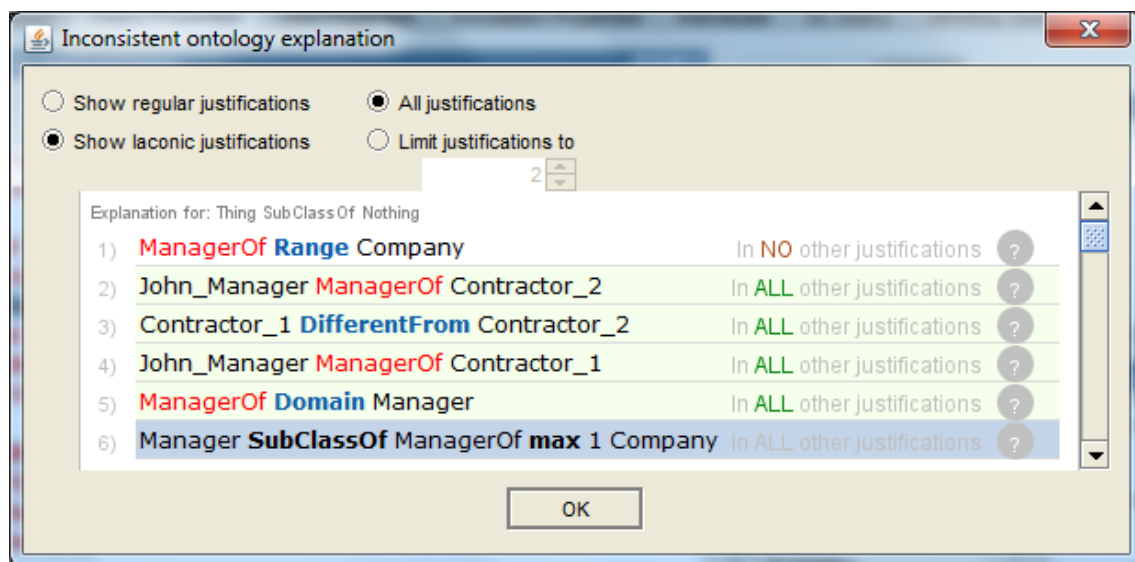 Inconsistent ontology explanation
Show regular justifications All justifications
Show laconic justifications Limit justifications to
2
Explanation for: Thing SubClassOf Nothing
1) ManagerOf Range Company In NO other justifications ?
2) John_Manager ManagerOf Contractor_2 In ALL other justifications ?
3) Contractor_1 DifferentFrom Contractor_2 In ALL other justifications ?
4) John_Manager ManagerOf Contractor_1 In ALL other justifications ?
5) ManagerOf Domain Manager In ALL other justifications ?
6) Manager SubClassOf ManagerOf max 1 Company In ALL other justifications ?
OK